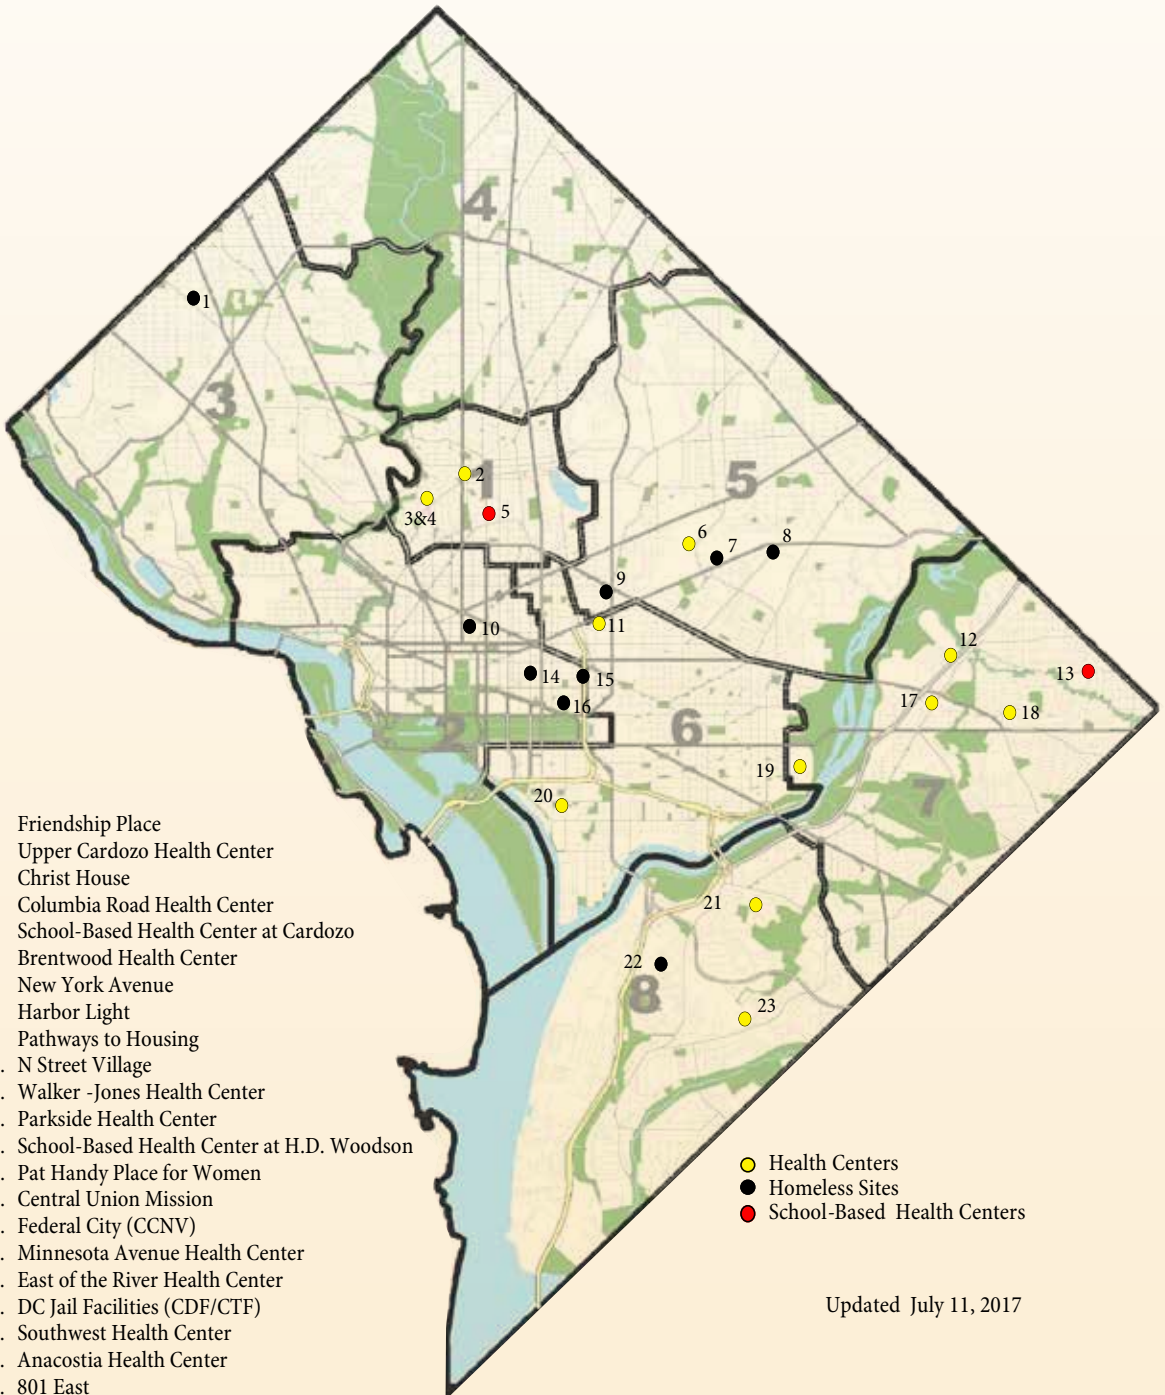 4
1
3
2
1
5
3&4
5
6
7
8
9
10
11
12
13
14
15
16
17
18
2
6
19
7
20
21
22
8
23
Friendship Place
Upper Cardozo Health Center
Christ House
Columbia Road Health Center
School-Based Health Center at Cardozo
Brentwood Health Center
New York Avenue
Harbor Light
Pathways to Housing
. N Street Village
. Walker -Jones Health Center
. Parkside Health Center
. School-Based Health Center at H.D. Woodson
. Pat Handy Place for Women
. Central Union Mission
. Federal City (CCNV)
. Minnesota Avenue Health Center
. East of the River Health Center
. DC Jail Facilities (CDF/CTF)
. Southwest Health Center
. Anacostia Health Center
. 801 East
Health Centers
Homeless Sites
School-Based Health Centers
Updated July 11, 2017